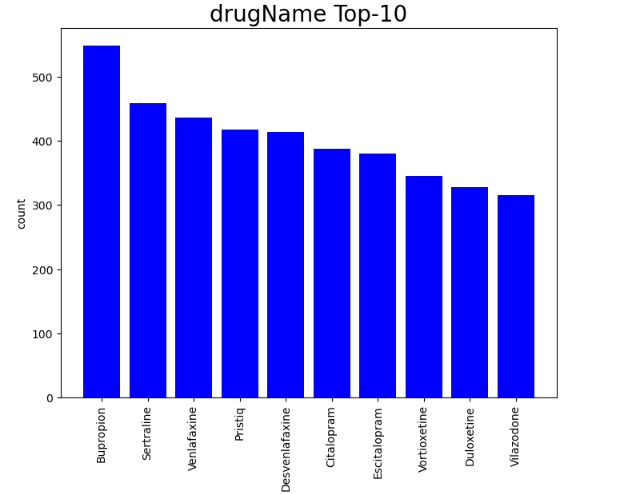 drugName Top-10
500
400
300
200
100
0
count
Bupropion
Sertraline
Venlafaxine
Pristiq
Desvenlafaxine
Citalopram
Escitalopram
Vortioxetine
Duloxetine
Vilazodone